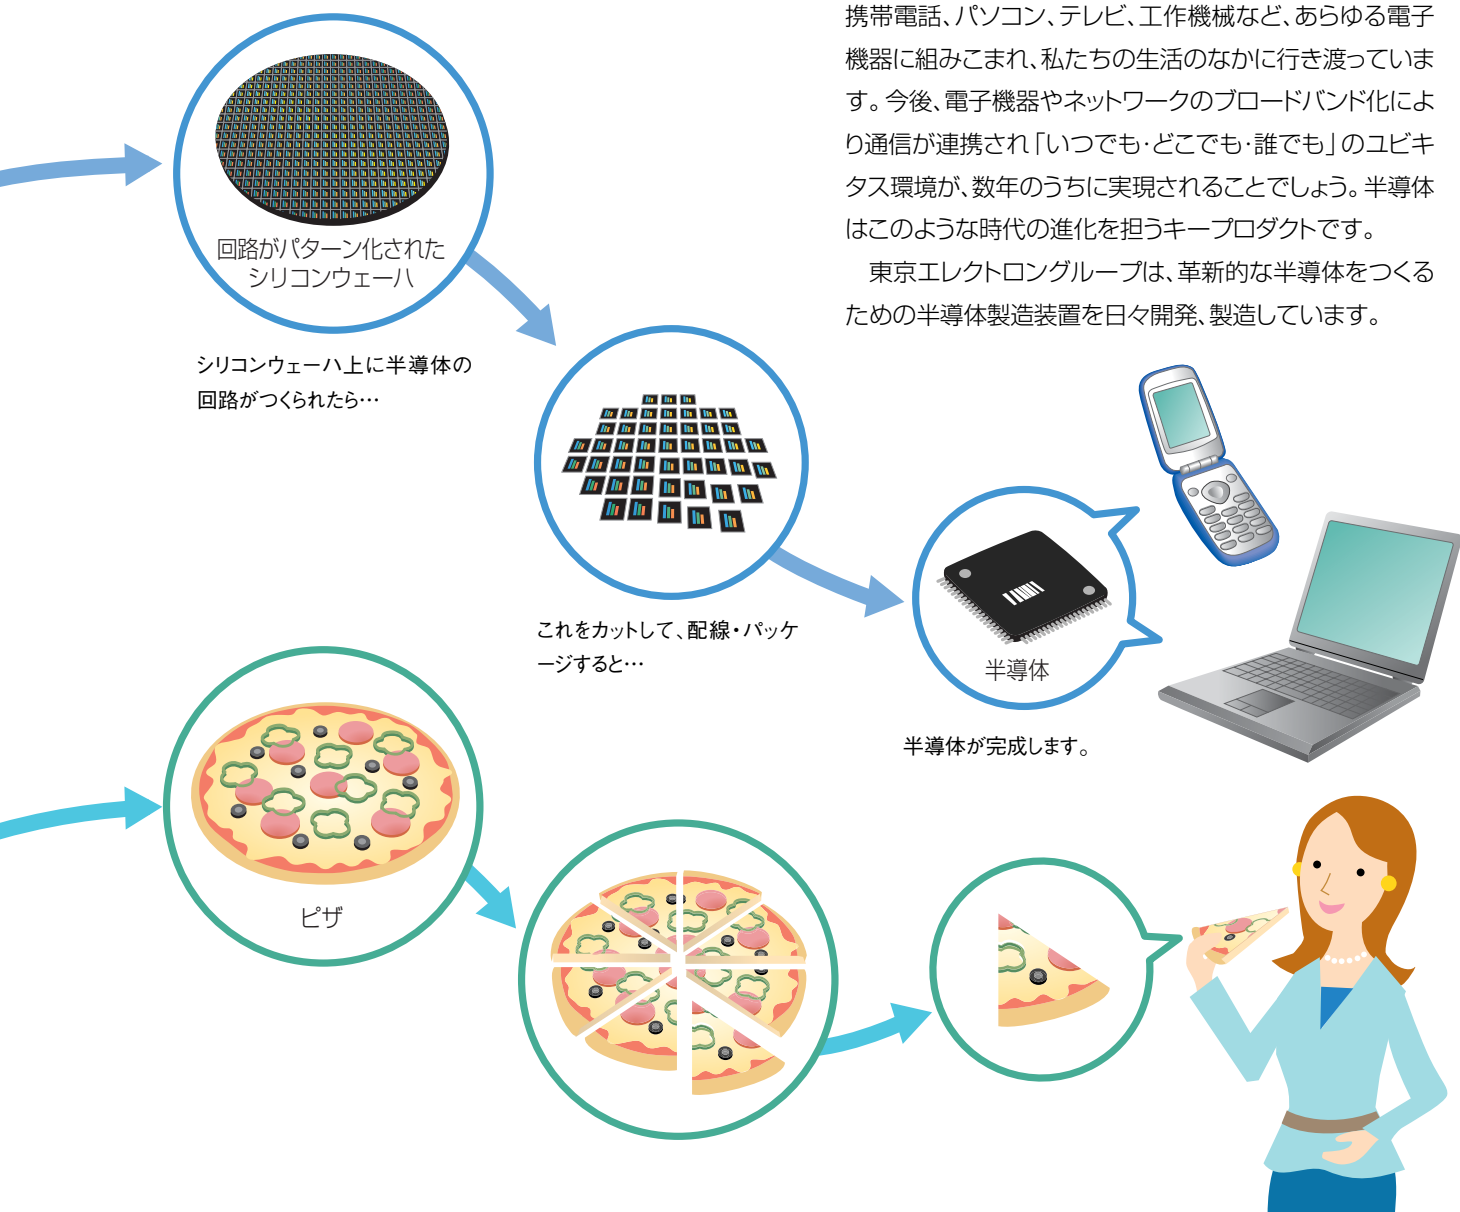 携帯電話、パソコン、テレビ、工作機械など、あらゆる電子
機器に組みこまれ、私たちの生活のなかに行き渡っていま
す。今後、電子機器やネットワークのブロードバンド化によ
り通信が連携され「いつでも・どこでも・誰でも」のユビキ
タス環境が、数年のうちに実現されることでしょう。半導体
はこのような時代の進化を担うキープロダクトです。
　東京エレクトロングループは、革新的な半導体をつくる
ための半導体製造装置を日々開発、製造しています。
回路がパターン化された
シリコンウェーハ
シリコンウェーハ上に半導体の
回路がつくられたら…
これをカットして、配線・パッケ
ージすると…
半導体
半導体が完成します。
ピザ